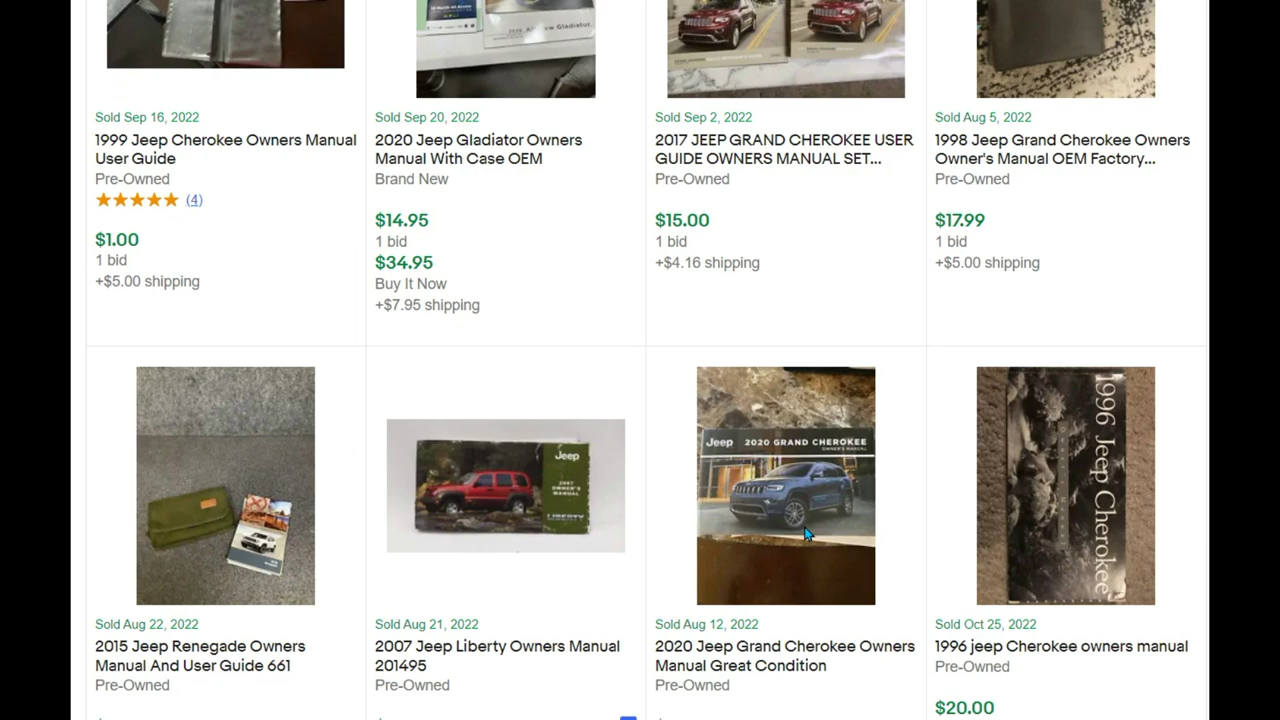 Sold Sep 16, 2022
1999 Jeep Cherokee Owners Manual
User Guide
Pre-Owned
(4)
$1.00
1 bid
+$5.00 shipping
Sold Sep 20, 2022
2020 Jeep Gladiator Owners
Manual With Case OEM
Brand New
$14.95
1 bid
$34.95
Buy It Now
+$7.95 shipping
Sold Sep 2, 2022
2017 JEEP GRAND CHEROKEE USER
GUIDE OWNERS MANUAL SET...
Pre-Owned
$15.00
1 bid
+$4.16 shipping
Sold Aug 5, 2022
1998 Jeep Grand Cherokee Owners
Owner's Manual OEM Factory...
Pre-Owned
$17.99
1 bid
+$5.00 shipping
Sold Aug 22, 2022
2015 Jeep Renegade Owners
Manual And User Guide 661
Pre-Owned
Jeep
2007
OWNER'S
MANUAL
LIBERTY
Sold Aug 21, 2022
2007 Jeep Liberty Owners Manual
201495
Pre-Owned
Jeep 2020 GRAND CHEROKEE
OWNER'S MANUAL
Sold Aug 12, 2022
2020 Jeep Grand Cherokee Owners
Manual Great Condition
Pre-Owned
1996 Jeep Cherokee
Sold Oct 25, 2022
1996 jeep Cherokee owners manual
Pre-Owned
$20.00